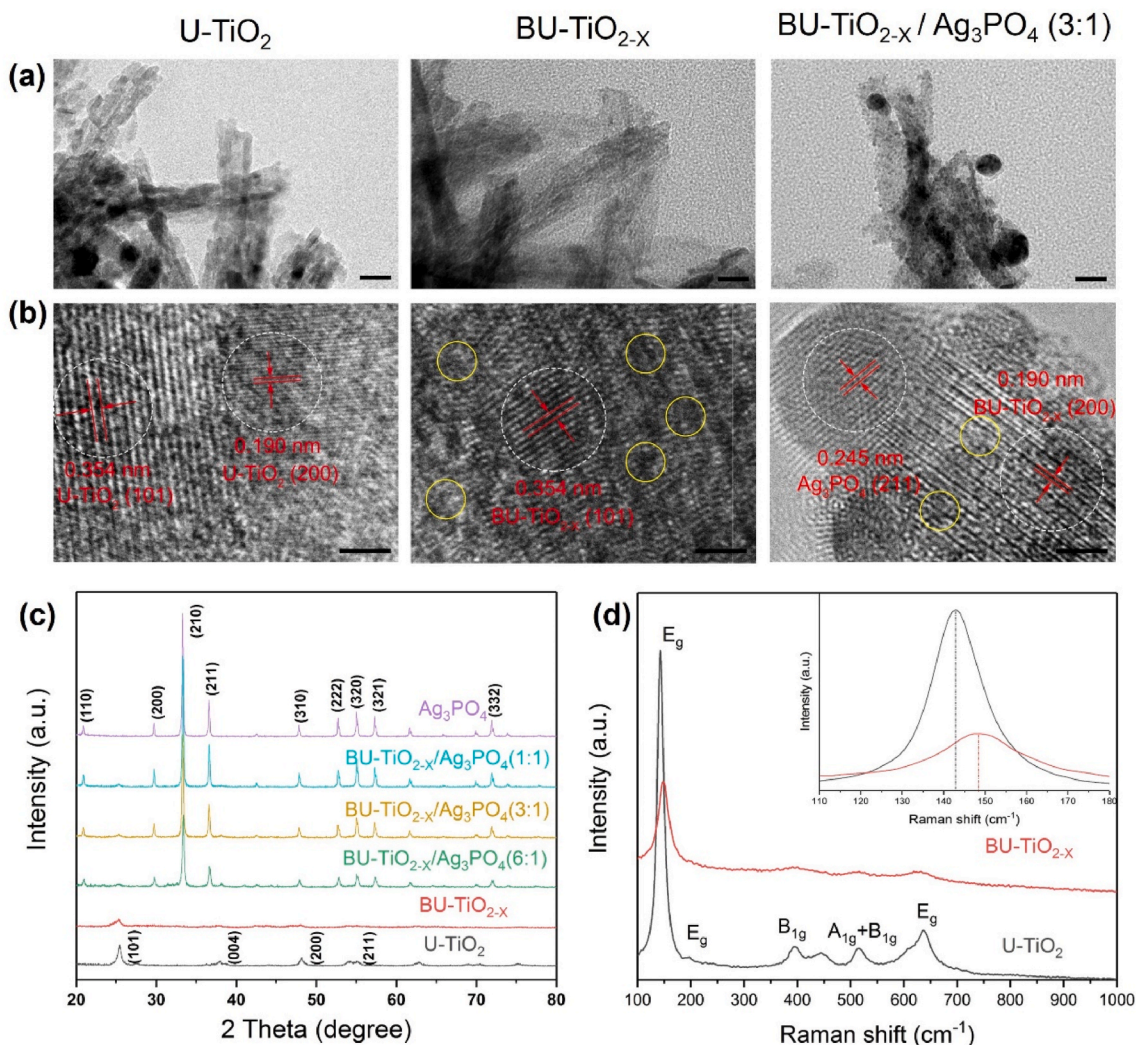 U-TiO₂
BU-TiO₂₋ₓ
BU-TiO₂₋ₓ / Ag₃PO₄ (3:1)
(a)
(b)
0.354 nm
U-TiO₂ (101)
0.190 nm
U-TiO₂ (200)
0.354 nm
BU-TiO₂₋ₓ (101)
0.245 nm
Ag₃PO₄ (211)
0.190 nm
BU-TiO₂₋ₓ (200)
(c)
Intensity (a.u.)
(110)
(200)
(210)
(211)
(310)
(222)
(320)
(321)
(332)
Ag₃PO₄
BU-TiO₂₋ₓ/Ag₃PO₄(1:1)
BU-TiO₂₋ₓ/Ag₃PO₄(3:1)
BU-TiO₂₋ₓ/Ag₃PO₄(6:1)
BU-TiO₂₋ₓ
U-TiO₂
(101)
(004)
(200)
(211)
20 30 40 50 60 70 80
2 Theta (degree)
(d)
Intensity (a.u.)
E_g
E_g
B₁g
A₁g+B₁g
E_g
BU-TiO₂₋ₓ
U-TiO₂
100 200 300 400 500 600 700 800 900 1000
Raman shift (cm⁻¹)
Intensity (a.u.)
110 120 130 140 150 160 170 180
Raman shift (cm⁻¹)